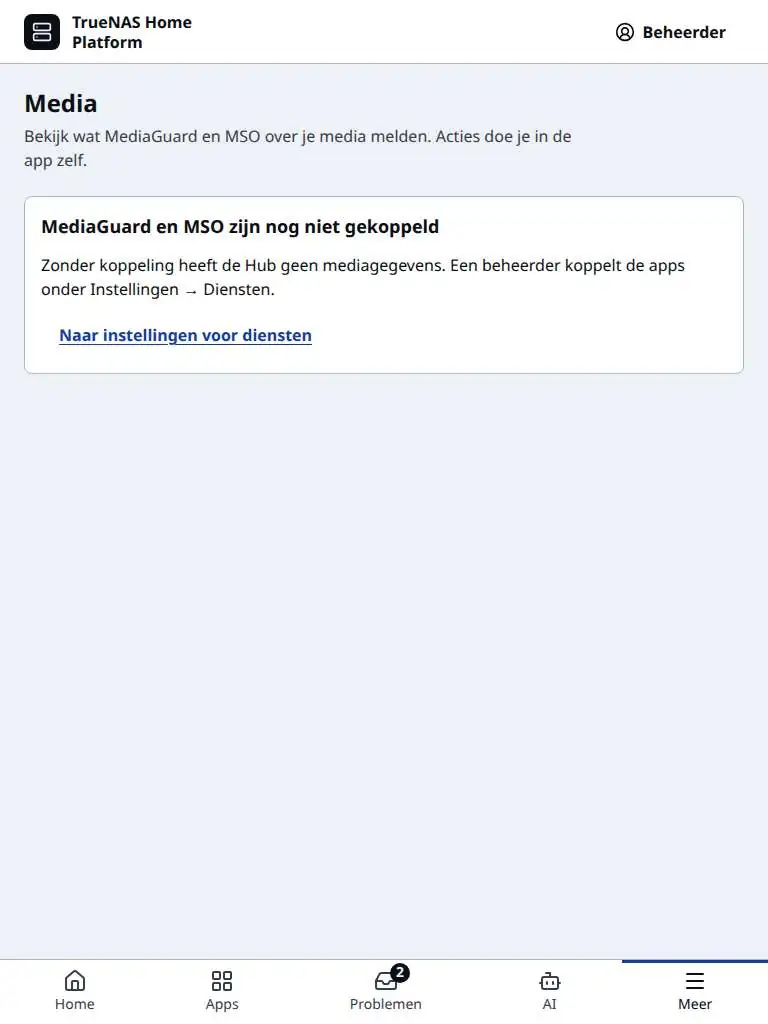 TrueNAS Home
Platform
Beheerder
Media
Bekijk wat MediaGuard en MSO over je media melden. Acties doe je in de
app zelf.
MediaGuard en MSO zijn nog niet gekoppeld
Zonder koppeling heeft de Hub geen mediagegevens. Een beheerder koppelt de apps
onder Instellingen → Diensten.
Naar instellingen voor diensten
2
Home
Apps
Problemen
AI
Meer